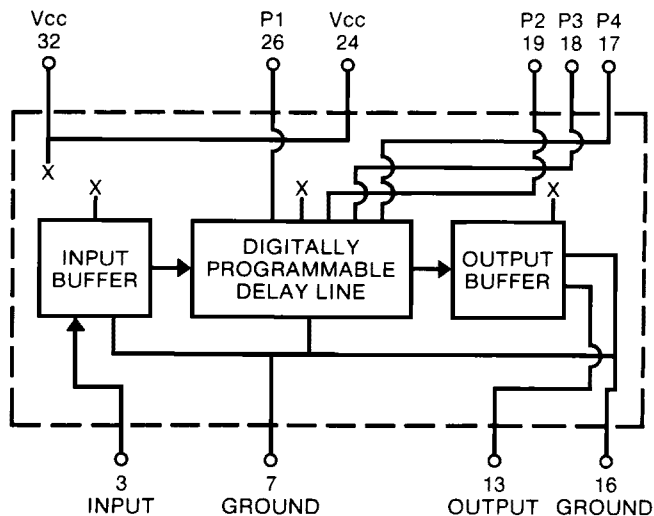 Vcc P1 Vcc P2 P3 P4
32 26 24 19 18 17
X
X X X
INPUT
BUFFER
DIGITALLY
PROGRAMMABLE
DELAY LINE
OUTPUT
BUFFER
3 7 13 16
INPUT GROUND OUTPUT GROUND